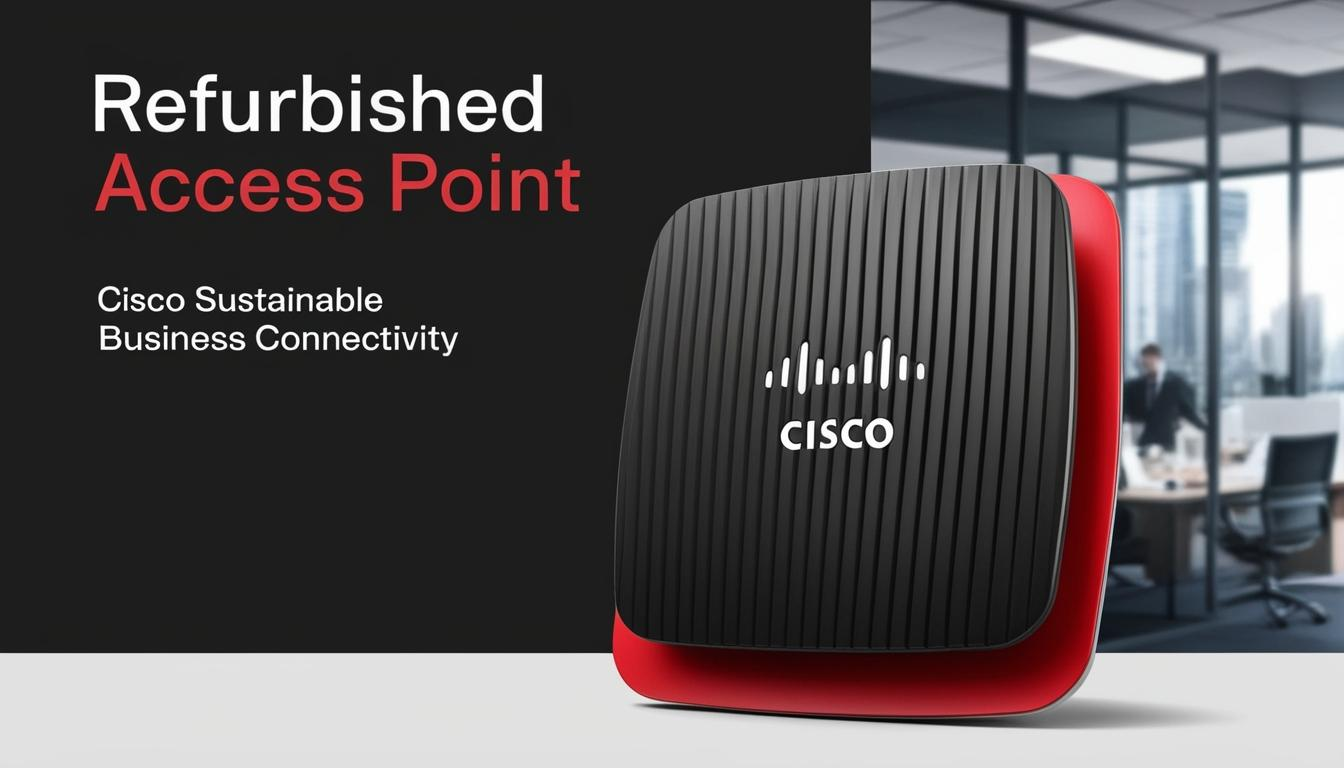 Refurbished
Access Point
Cisco Sustainable
Business Connectivity
CISCO